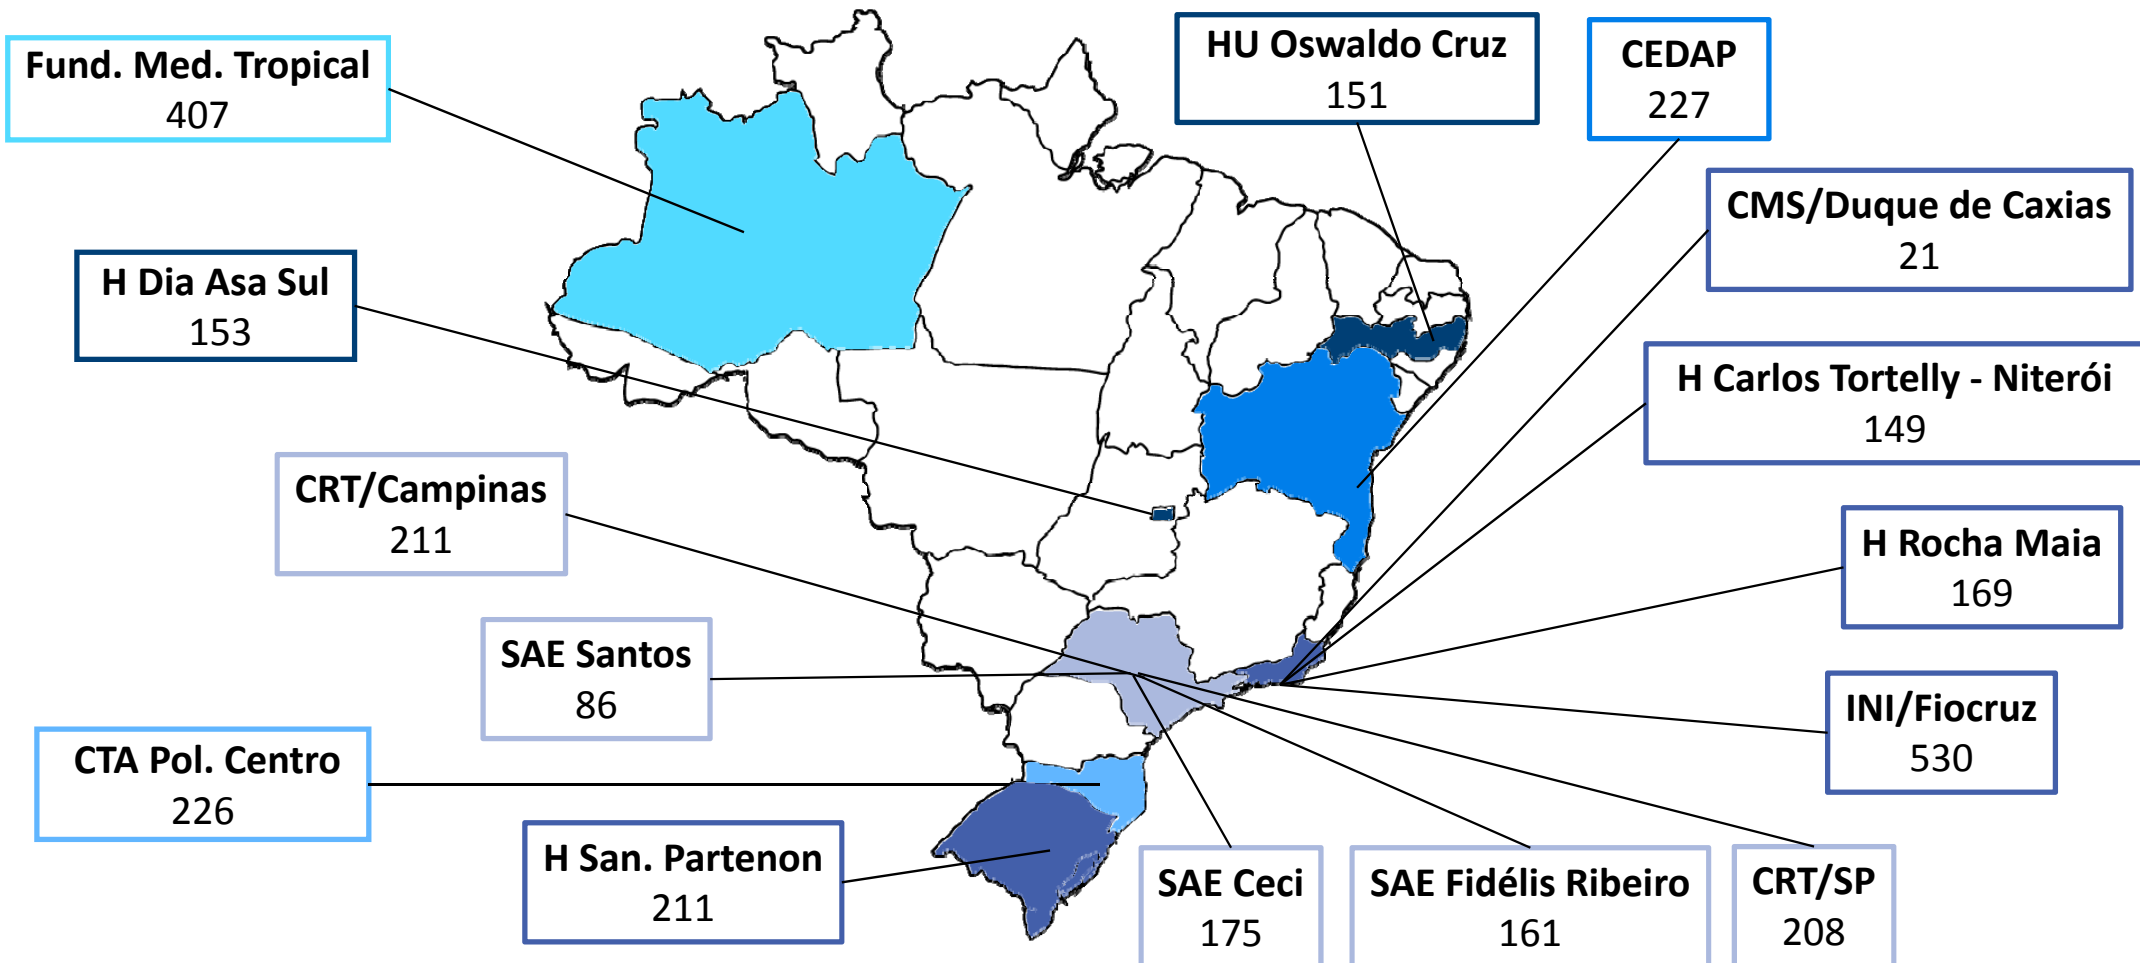 Fund. Med. Tropical
407
HU Oswaldo Cruz
151
CEDAP
227
CMS/Duque de Caxias
21
H Dia Asa Sul
153
H Carlos Tortelly - Niterói
149
CRT/Campinas
211
H Rocha Maia
169
SAE Santos
86
INI/Fiocruz
530
CTA Pol. Centro
226
H San. Partenon
211
SAE Ceci
175
SAE Fidélis Ribeiro
161
CRT/SP
208